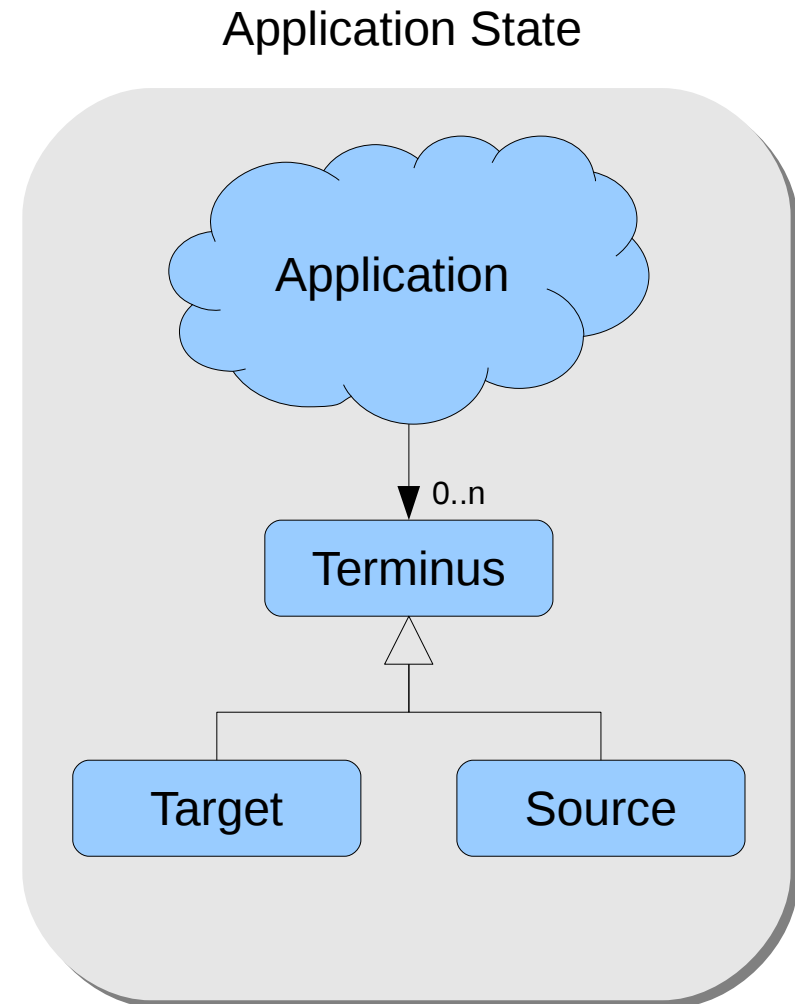 Application State
Application
0..n
Terminus
Target
Source